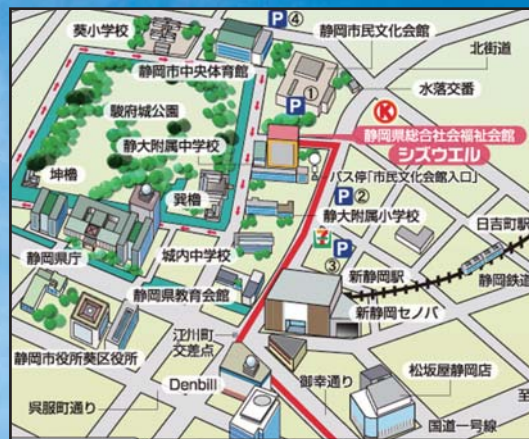 葵小学校
P④
静岡市民文化会館
北街道
静岡市中央体育館
①
P
水落交番
K
駿府城公園
静岡県総合社会福祉会館
シズウエル
静大附属中学校
バス停「市民文化会館入口」
坤櫓
巽櫓
P②
静大附属小学校
日吉町駅
7
P
静岡県庁
城内中学校
③
新静岡駅
静岡鉄道
静岡県教育会館
新静岡セノバ
江川町
交差点
静岡市役所葵区役所
Denbill
御幸通り
松坂屋静岡店
至
呉服町通り
国道一号線